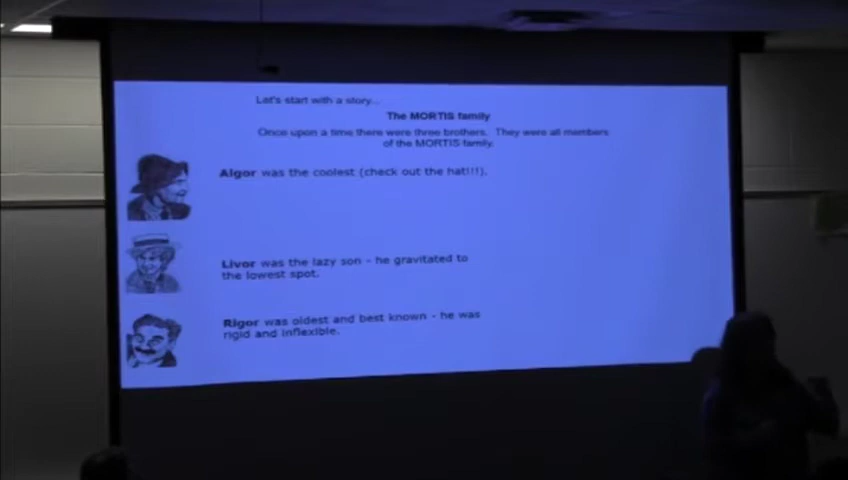 Let's start with a story...
The MORTIS family
Once upon a time there were three brothers. They were all members
of the MORTIS family.
Algor was the coolest (check out the hat!!!).
Livor was the lazy son - he gravitated to
the lowest spot.
Rigor was oldest and best known - he was
rigid and inflexible.